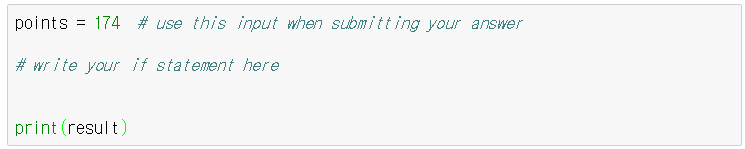 points = 174  # use this input when submitting your answer
# write your if statement here
print(result)